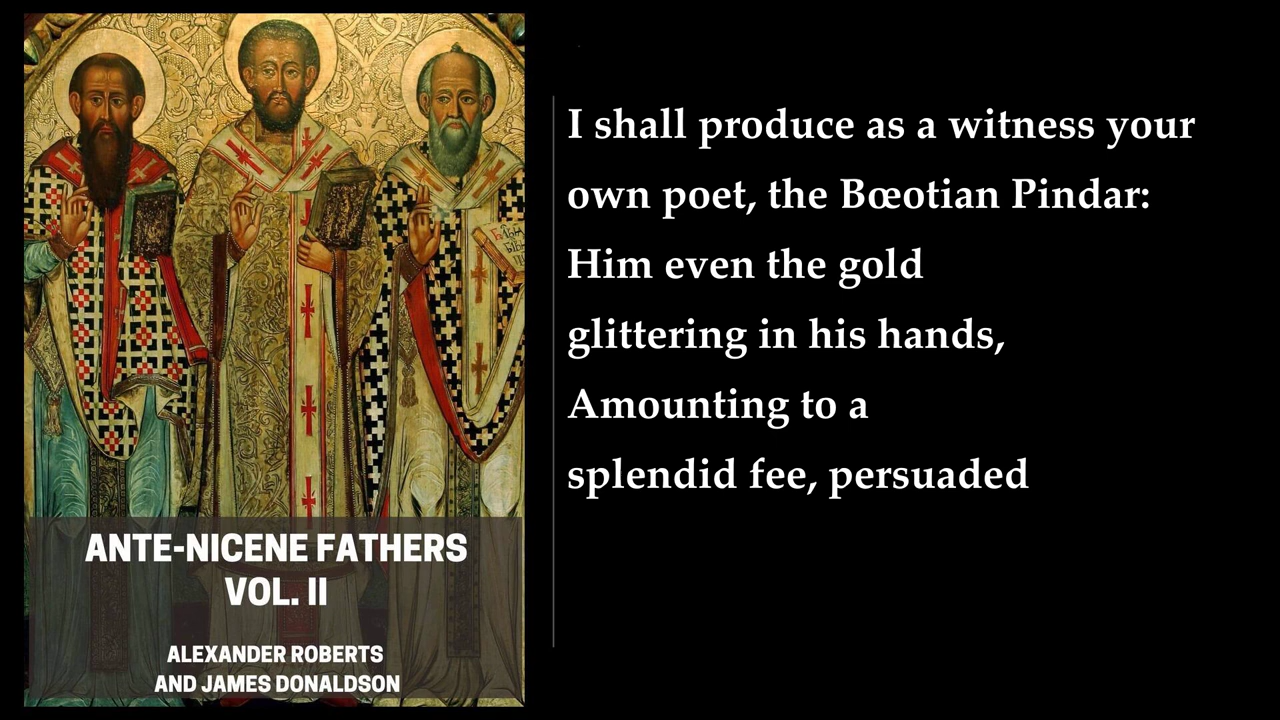 I shall produce as a witness your
own poet, the Bœotian Pindar:
Him even the gold
glittering in his hands,
Amounting to a
splendid fee, persuaded
ANTE-NICENE FATHERS
VOL. II
ALEXANDER ROBERTS
AND JAMES DONALDSON